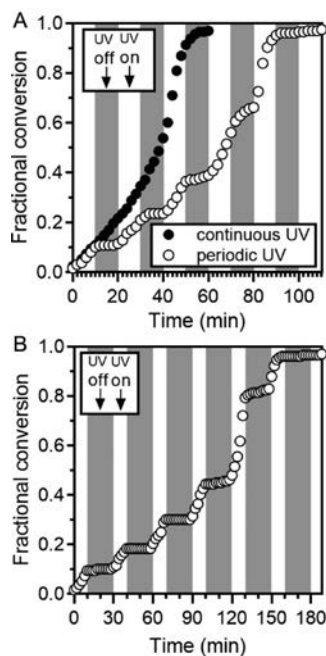 A
UV UV
off on
1.0
0.8
0.6
0.4
0.2
0.0
Fractional conversion
continuous UV
periodic UV
0 20 40 60 80 100
Time (min)
B
UV UV
off on
1.0
0.8
0.6
0.4
0.2
0.0
Fractional conversion
0 30 60 90 120 150 180
Time (min)